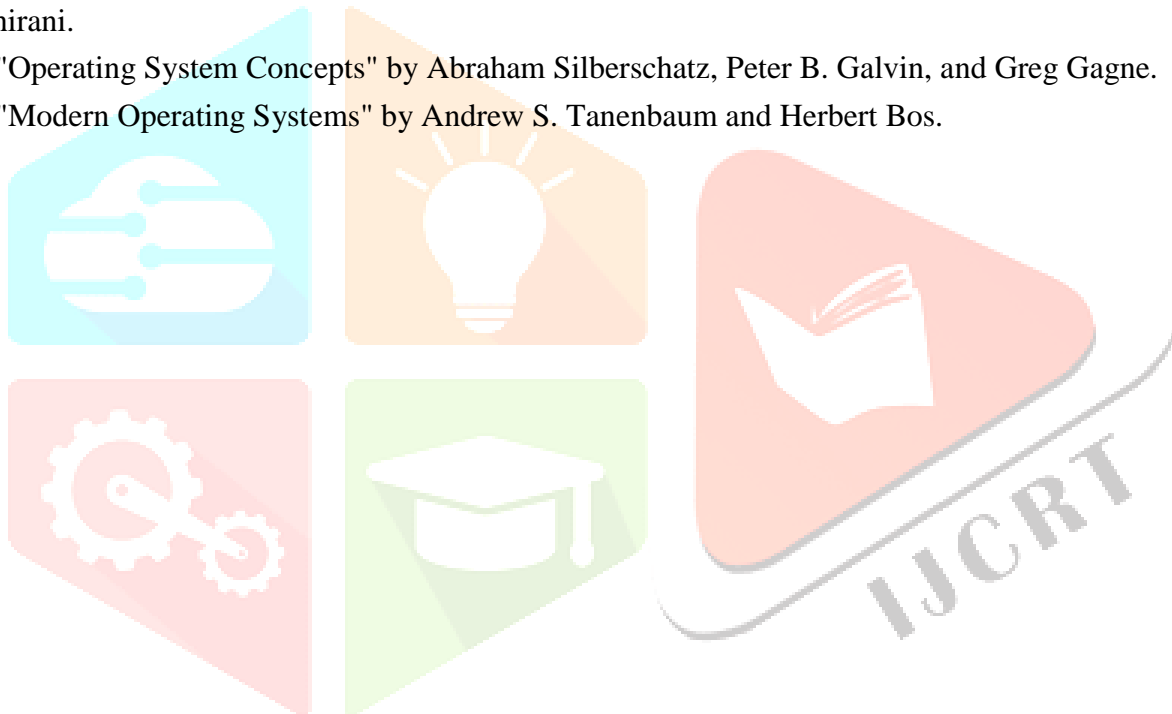 hirani.
"Operating System Concepts" by Abraham Silberschatz, Peter B. Galvin, and Greg Gagne.
"Modern Operating Systems" by Andrew S. Tanenbaum and Herbert Bos.
IJCRT